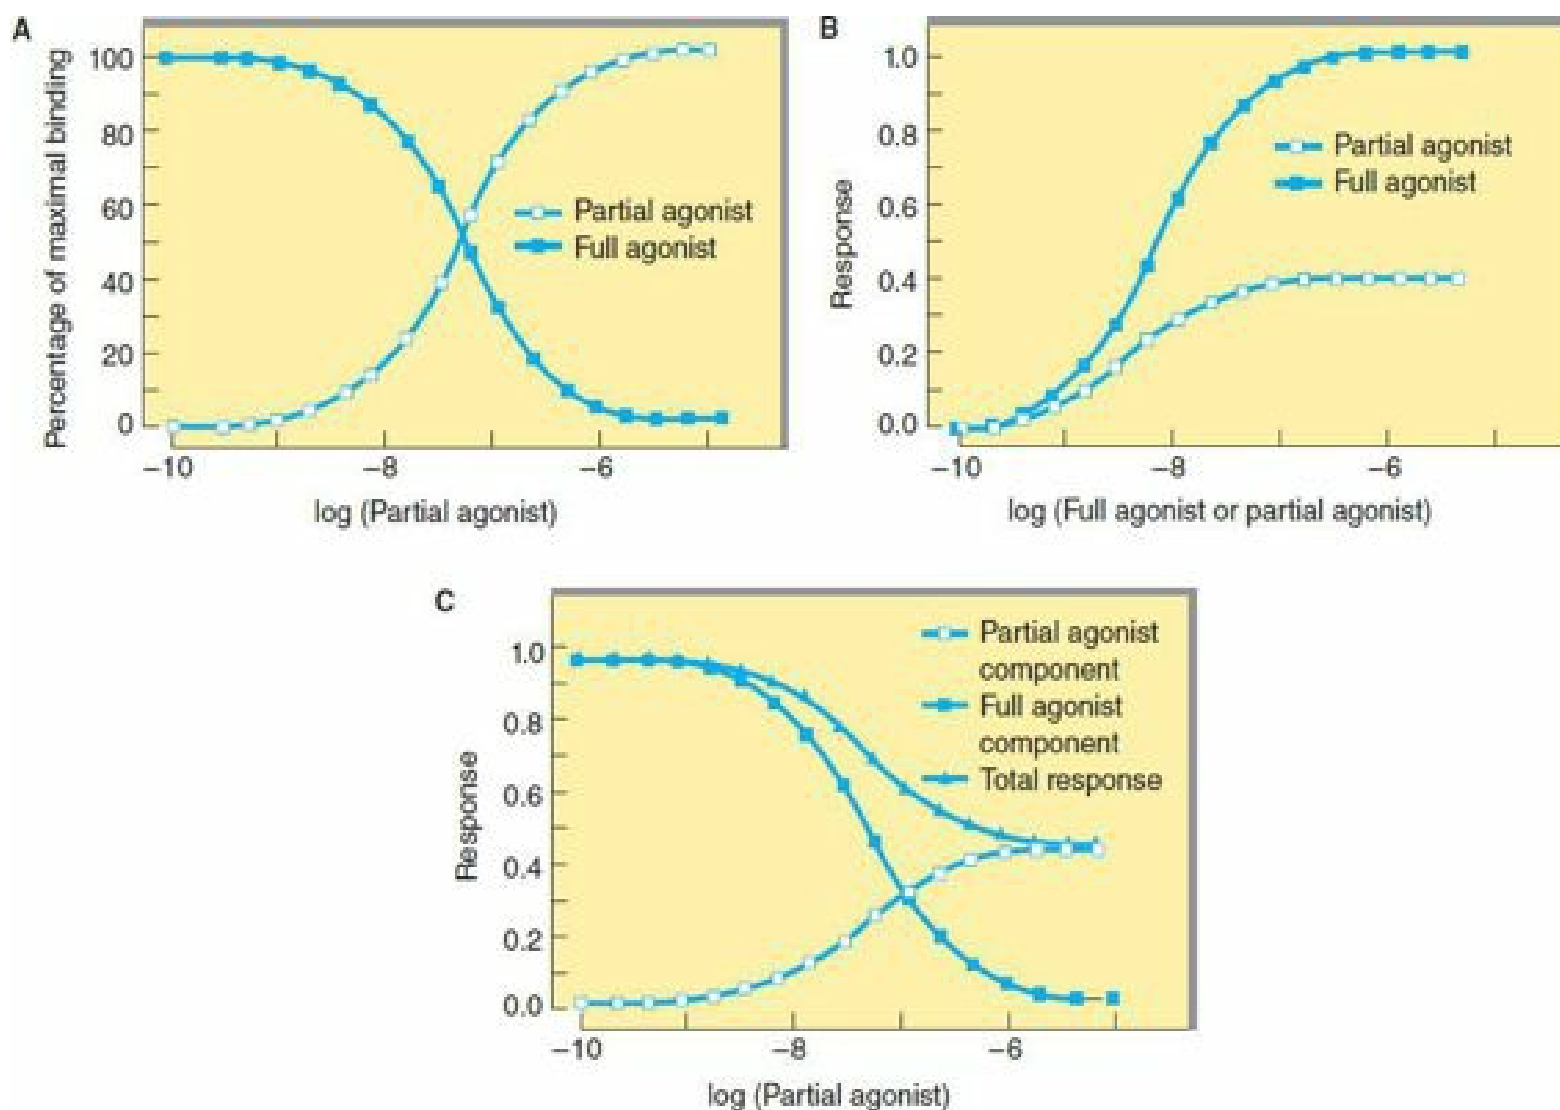 A
Percentage of maximal binding
100
80
60
40
20
0
Partial agonist
Full agonist
–10
–8
–6
log (Partial agonist)
B
Response
1.0
0.8
0.6
0.4
0.2
0.0
Partial agonist
Full agonist
–10
–8
–6
log (Full agonist or partial agonist)
C
Response
1.0
0.8
0.6
0.4
0.2
0.0
Partial agonist
component
Full agonist
component
Total response
–10
–8
–6
log (Partial agonist)